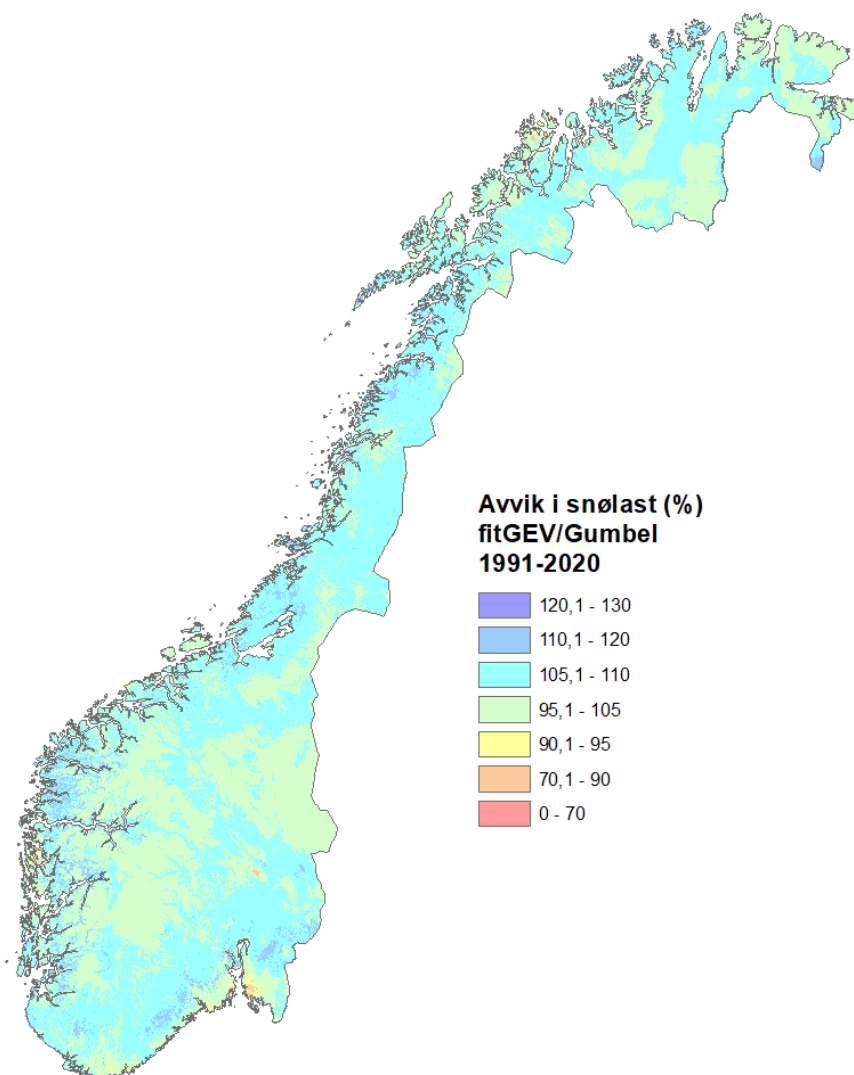 Avvik i snølast (%)
fitGEV/Gumbel
1991-2020
120,1 - 130
110,1 - 120
105,1 - 110
95,1 - 105
90,1 - 95
70,1 - 90
0 - 70